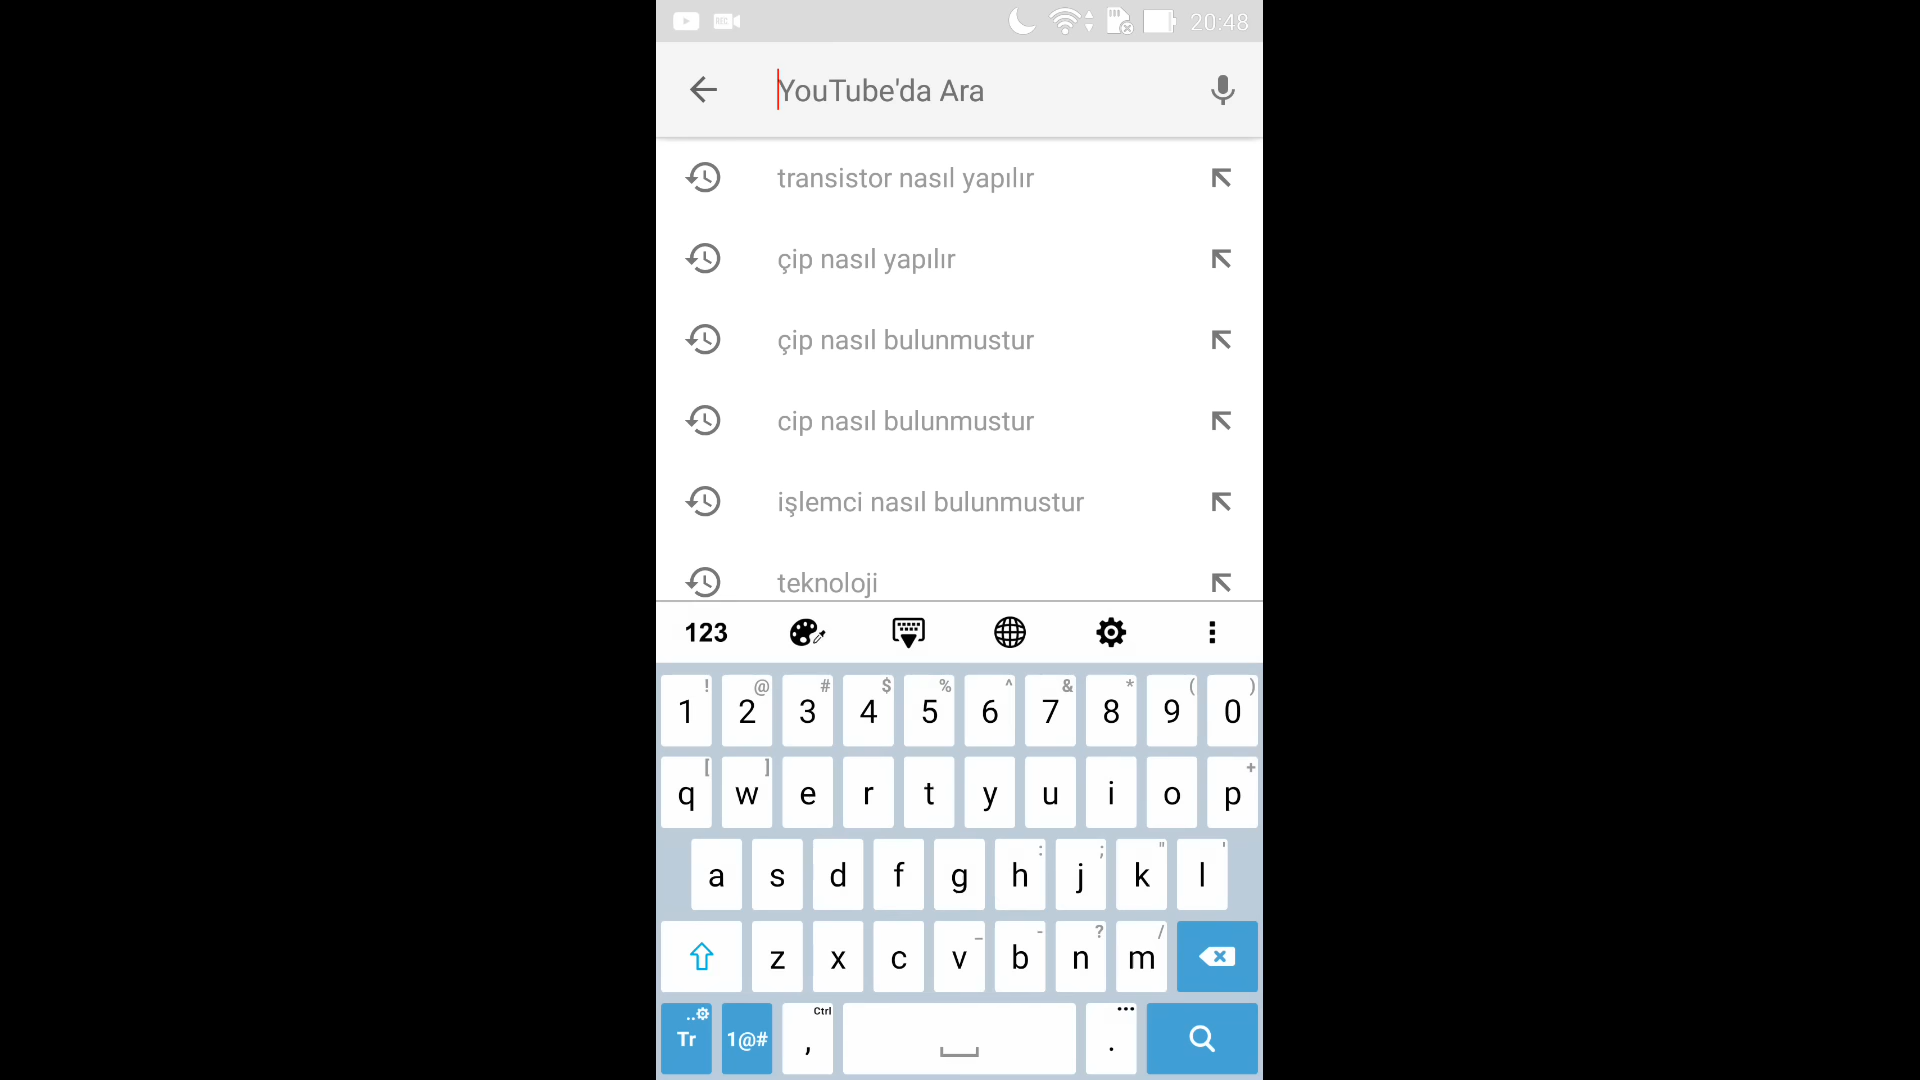 REC 20:48
YouTube'da Ara
transistor nasıl yapılır
çip nasıl yapılır
çip nasıl bulunmustur
cip nasıl bulunmustur
işlemci nasıl bulunmustur
teknoloji
123
! @ # $ % ^ & * ( )
1 2 3 4 5 6 7 8 9 0
[ ] +
q w e r t y u i o p
: ; " '
a s d f g h j k l
_ - ? /
z x c v b n m
Ctrl ...
Tr 1@# , .